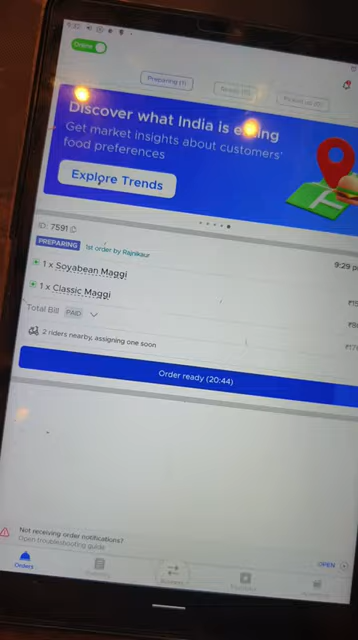 Online
Preparing (1)
Discover what India is eating
Get market insights about customers'
food preferences
Explore Trends
ID: 7591
PREPARING 1st order by Rajnikaur
9:29 p
1 x Soyabean Maggi
1 x Classic Maggi
Total Bill PAID
2 riders nearby, assigning one soon
Order ready (20:44)
Not receiving order notifications?
Open troubleshooting guide
OPEN
Orders